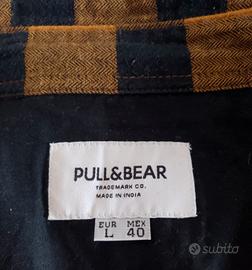 PULL&BEAR
TRADEMARK CO.
MADE IN INDIA
EUR MEX
L 40
subito